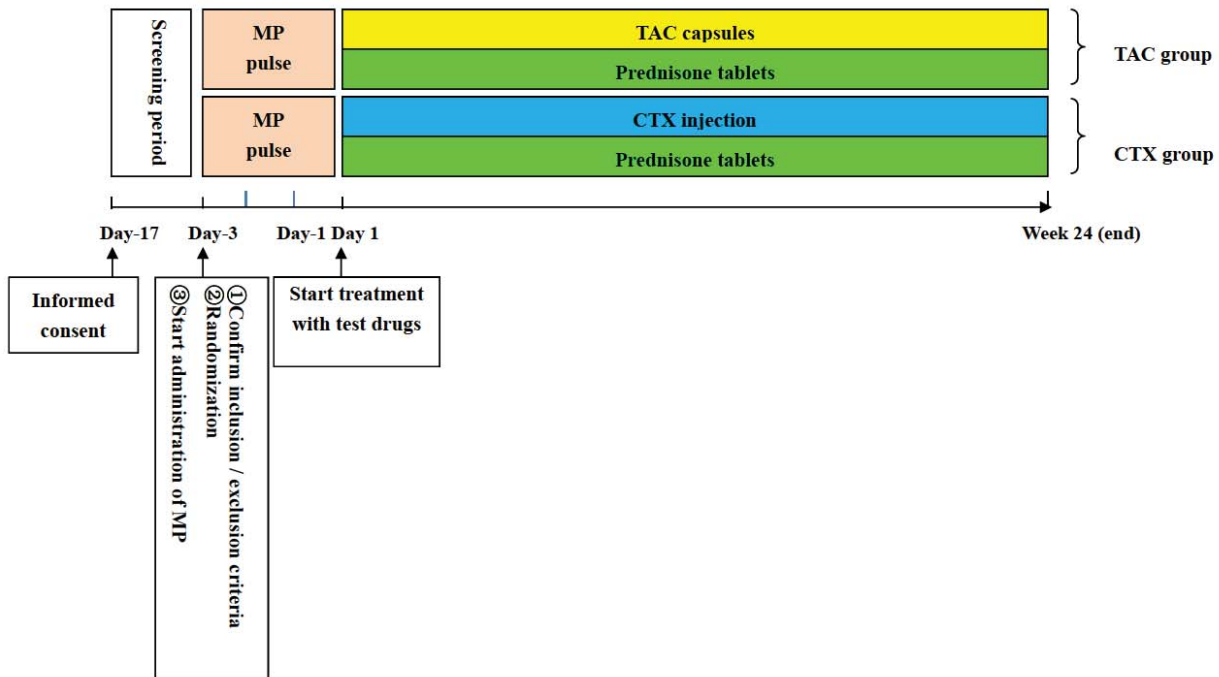 Screening period
MP
pulse
TAC capsules
Prednisone tablets
TAC group
MP
pulse
CTX injection
Prednisone tablets
CTX group
Day-17
Day-3
Day-1
Day 1
Week 24 (end)
Informed
consent
①Confirm inclusion / exclusion criteria
②Randomization
③Start administration of MP
Start treatment
with test drugs